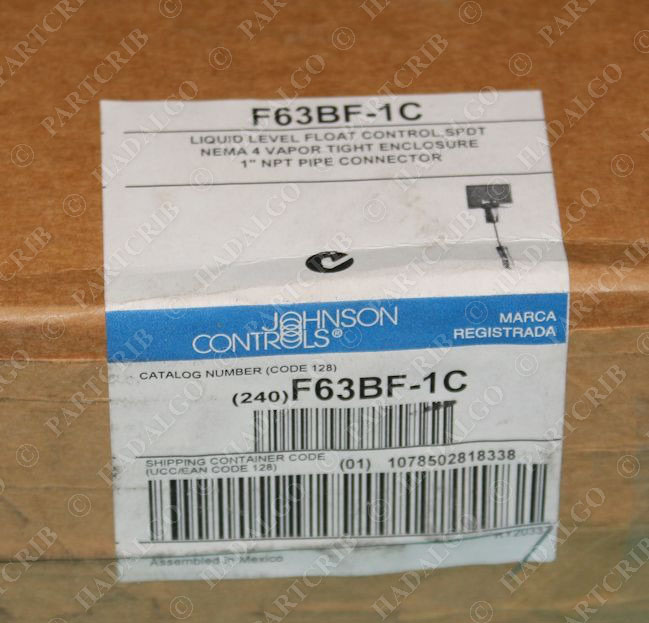 F63BF-1C
LIQUID LEVEL FLOAT CONTROL, SPDT
NEMA 4 VAPOR TIGHT ENCLOSURE
1" NPT PIPE CONNECTOR
JOHNSON
CONTROLS®
MARCA
REGISTRADA
CATALOG NUMBER (CODE 128)
(240)F63BF-1C
SHIPPING CONTAINER CODE
(UCC/EAN CODE 128)
(01) 1078502818338
Assembled in Mexico
© PARTCRIB
© HADALGO